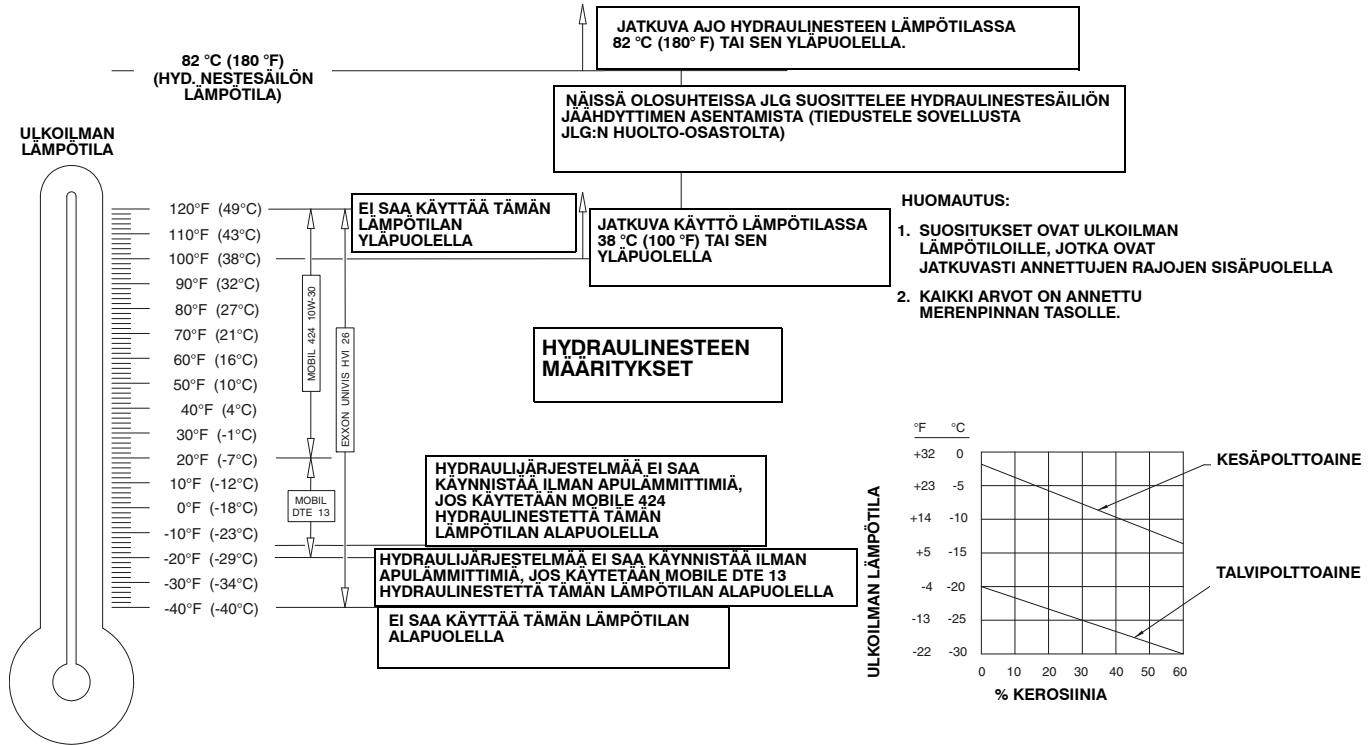 JATKUVA AJO HYDRAULINESTEEN LÄMPÖTILASSA
82 °C (180° F) TAI SEN YLÄPUOLELLA.
82 °C (180 °F)
(HYD. NESTESÄILÖN
LÄMPÖTILA)
NÄISSÄ OLOSUHTEISSA JLG SUOSITTELEE HYDRAULINESTESÄILIÖN
JÄÄHDYTTIMEN ASENTAMISTA (TIEDUSTELE SOVELLUSTA
JLG:N HUOLTO-OSASTOLTA)
ULKOILMAN
LÄMPÖTILA
120°F (49°C)
110°F (43°C)
100°F (38°C)
90°F (32°C)
80°F (27°C)
70°F (21°C)
60°F (16°C)
50°F (10°C)
40°F (4°C)
30°F (-1°C)
20°F (-7°C)
10°F (-12°C)
0°F (-18°C)
-10°F (-23°C)
-20°F (-29°C)
-30°F (-34°C)
-40°F (-40°C)
MOBIL 424 10W-30
MOBIL
DTE 13
EXXON UNIVIS HVI 26
EI SAA KÄYTTÄÄ TÄMÄN
LÄMPÖTILAN
YLÄPUOLELLA
JATKUVA KÄYTTÖ LÄMPÖTILASSA
38 °C (100 °F) TAI SEN
YLÄPUOLELLA
HUOMAUTUS:
1. SUOSITUKSET OVAT ULKOILMAN
LÄMPÖTILOILLE, JOTKA OVAT
JATKUVASTI ANNETTUJEN RAJOJEN SISÄPUOLELLA
2. KAIKKI ARVOT ON ANNETTU
MERENPINNAN TASOLLE.
HYDRAULINESTEEN
MÄÄRITYKSET
HYDRAULIJÄRJESTELMÄÄ EI SAA
KÄYNNISTÄÄ ILMAN APULÄMMITTIMIÄ,
JOS KÄYTETÄÄN MOBILE 424
HYDRAULINESTETTÄ TÄMÄN
LÄMPÖTILAN ALAPUOLELLA
HYDRAULIJÄRJESTELMÄÄ EI SAA KÄYNNISTÄÄ ILMAN
APULÄMMITTIMIÄ, JOS KÄYTETÄÄN MOBILE DTE 13
HYDRAULINESTETTÄ TÄMÄN LÄMPÖTILAN ALAPUOLELLA
EI SAA KÄYTTÄÄ TÄMÄN LÄMPÖTILAN
ALAPUOLELLA
ULKOILMAN LÄMPÖTILA
°F °C
+32 0
+23 -5
+14 -10
+5 -15
-4 -20
-13 -25
-22 -30
0 10 20 30 40 50 60
% KEROSIINIA
KESÄPOLTTOAINE
TALVIPOLTTOAINE